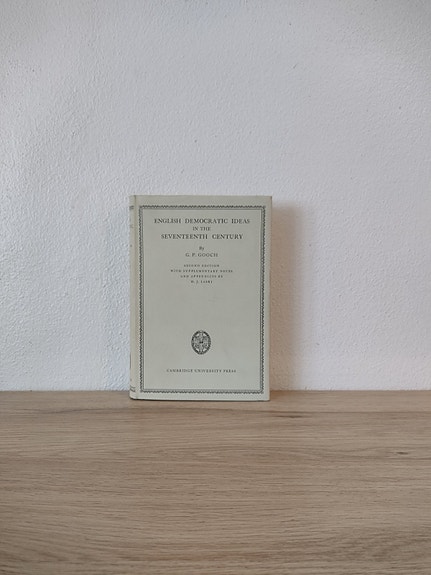 ENGLISH DEMOCRATIC IDEAS
IN THE
SEVENTEENTH CENTURY
By
G. P. GOOCH
SECOND EDITION
WITH SUPPLEMENTARY NOTES
AND APPENDICES BY
H. J. LASKI
CAMBRIDGE UNIVERSITY PRESS